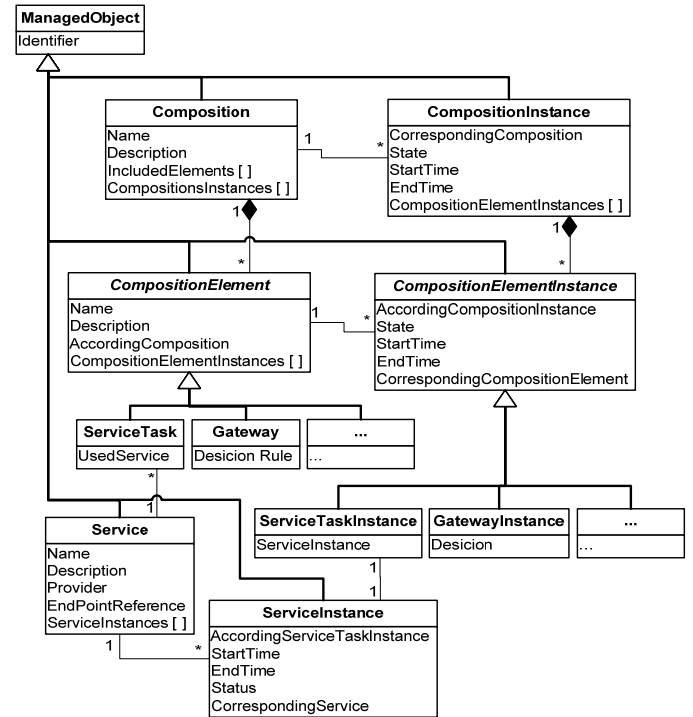 ManagedObject
Identifier
Composition
Name
Description
IncludedElements [ ]
CompositionsInstances [ ]
1
*
CompositionInstance
CorrespondingComposition
State
StartTime
EndTime
CompositionElementInstances [ ]
1
*
1
*
CompositionElement
Name
Description
AccordingComposition
CompositionElementInstances [ ]
1
*
CompositionElementInstance
AccordingCompositionInstance
State
StartTime
EndTime
CorrespondingCompositionElement
ServiceTask
UsedService
Gateway
Desicion Rule
...
...
*
1
Service
Name
Description
Provider
EndPointReference
ServiceInstances [ ]
ServiceTaskInstance
ServiceInstance
GatewayInstance
Desicion
...
...
1
1
1
*
ServiceInstance
AccordingServiceTaskInstance
StartTime
EndTime
Status
CorrespondingService